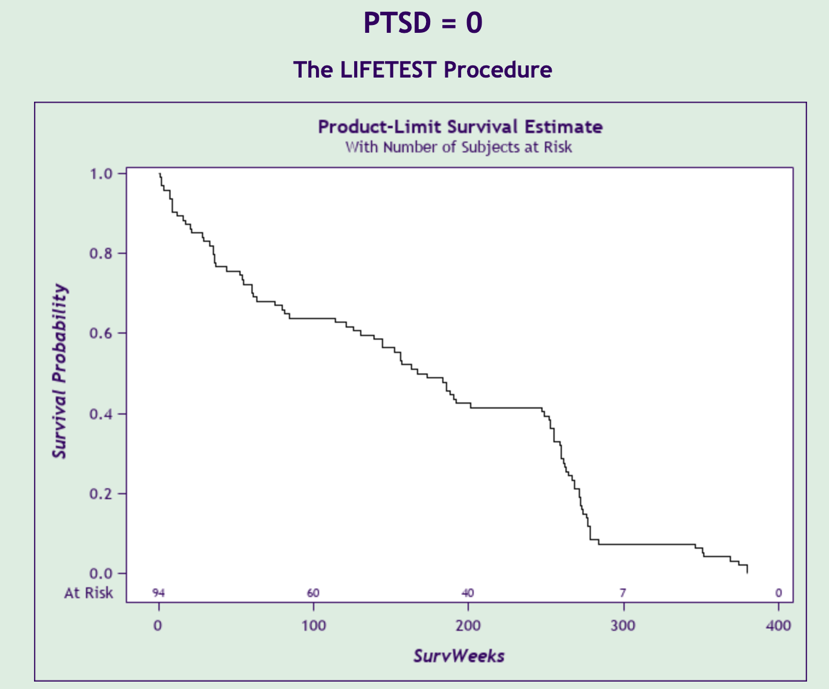 PTSD = 0
The LIFETEST Procedure
Product-Limit Survival Estimate
With Number of Subjects at Risk
1.0
0.8
0.6
0.4
0.2
0.0
Survival Probability
At Risk 94 60 40 7 0
0 100 200 300 400
SurvWeeks